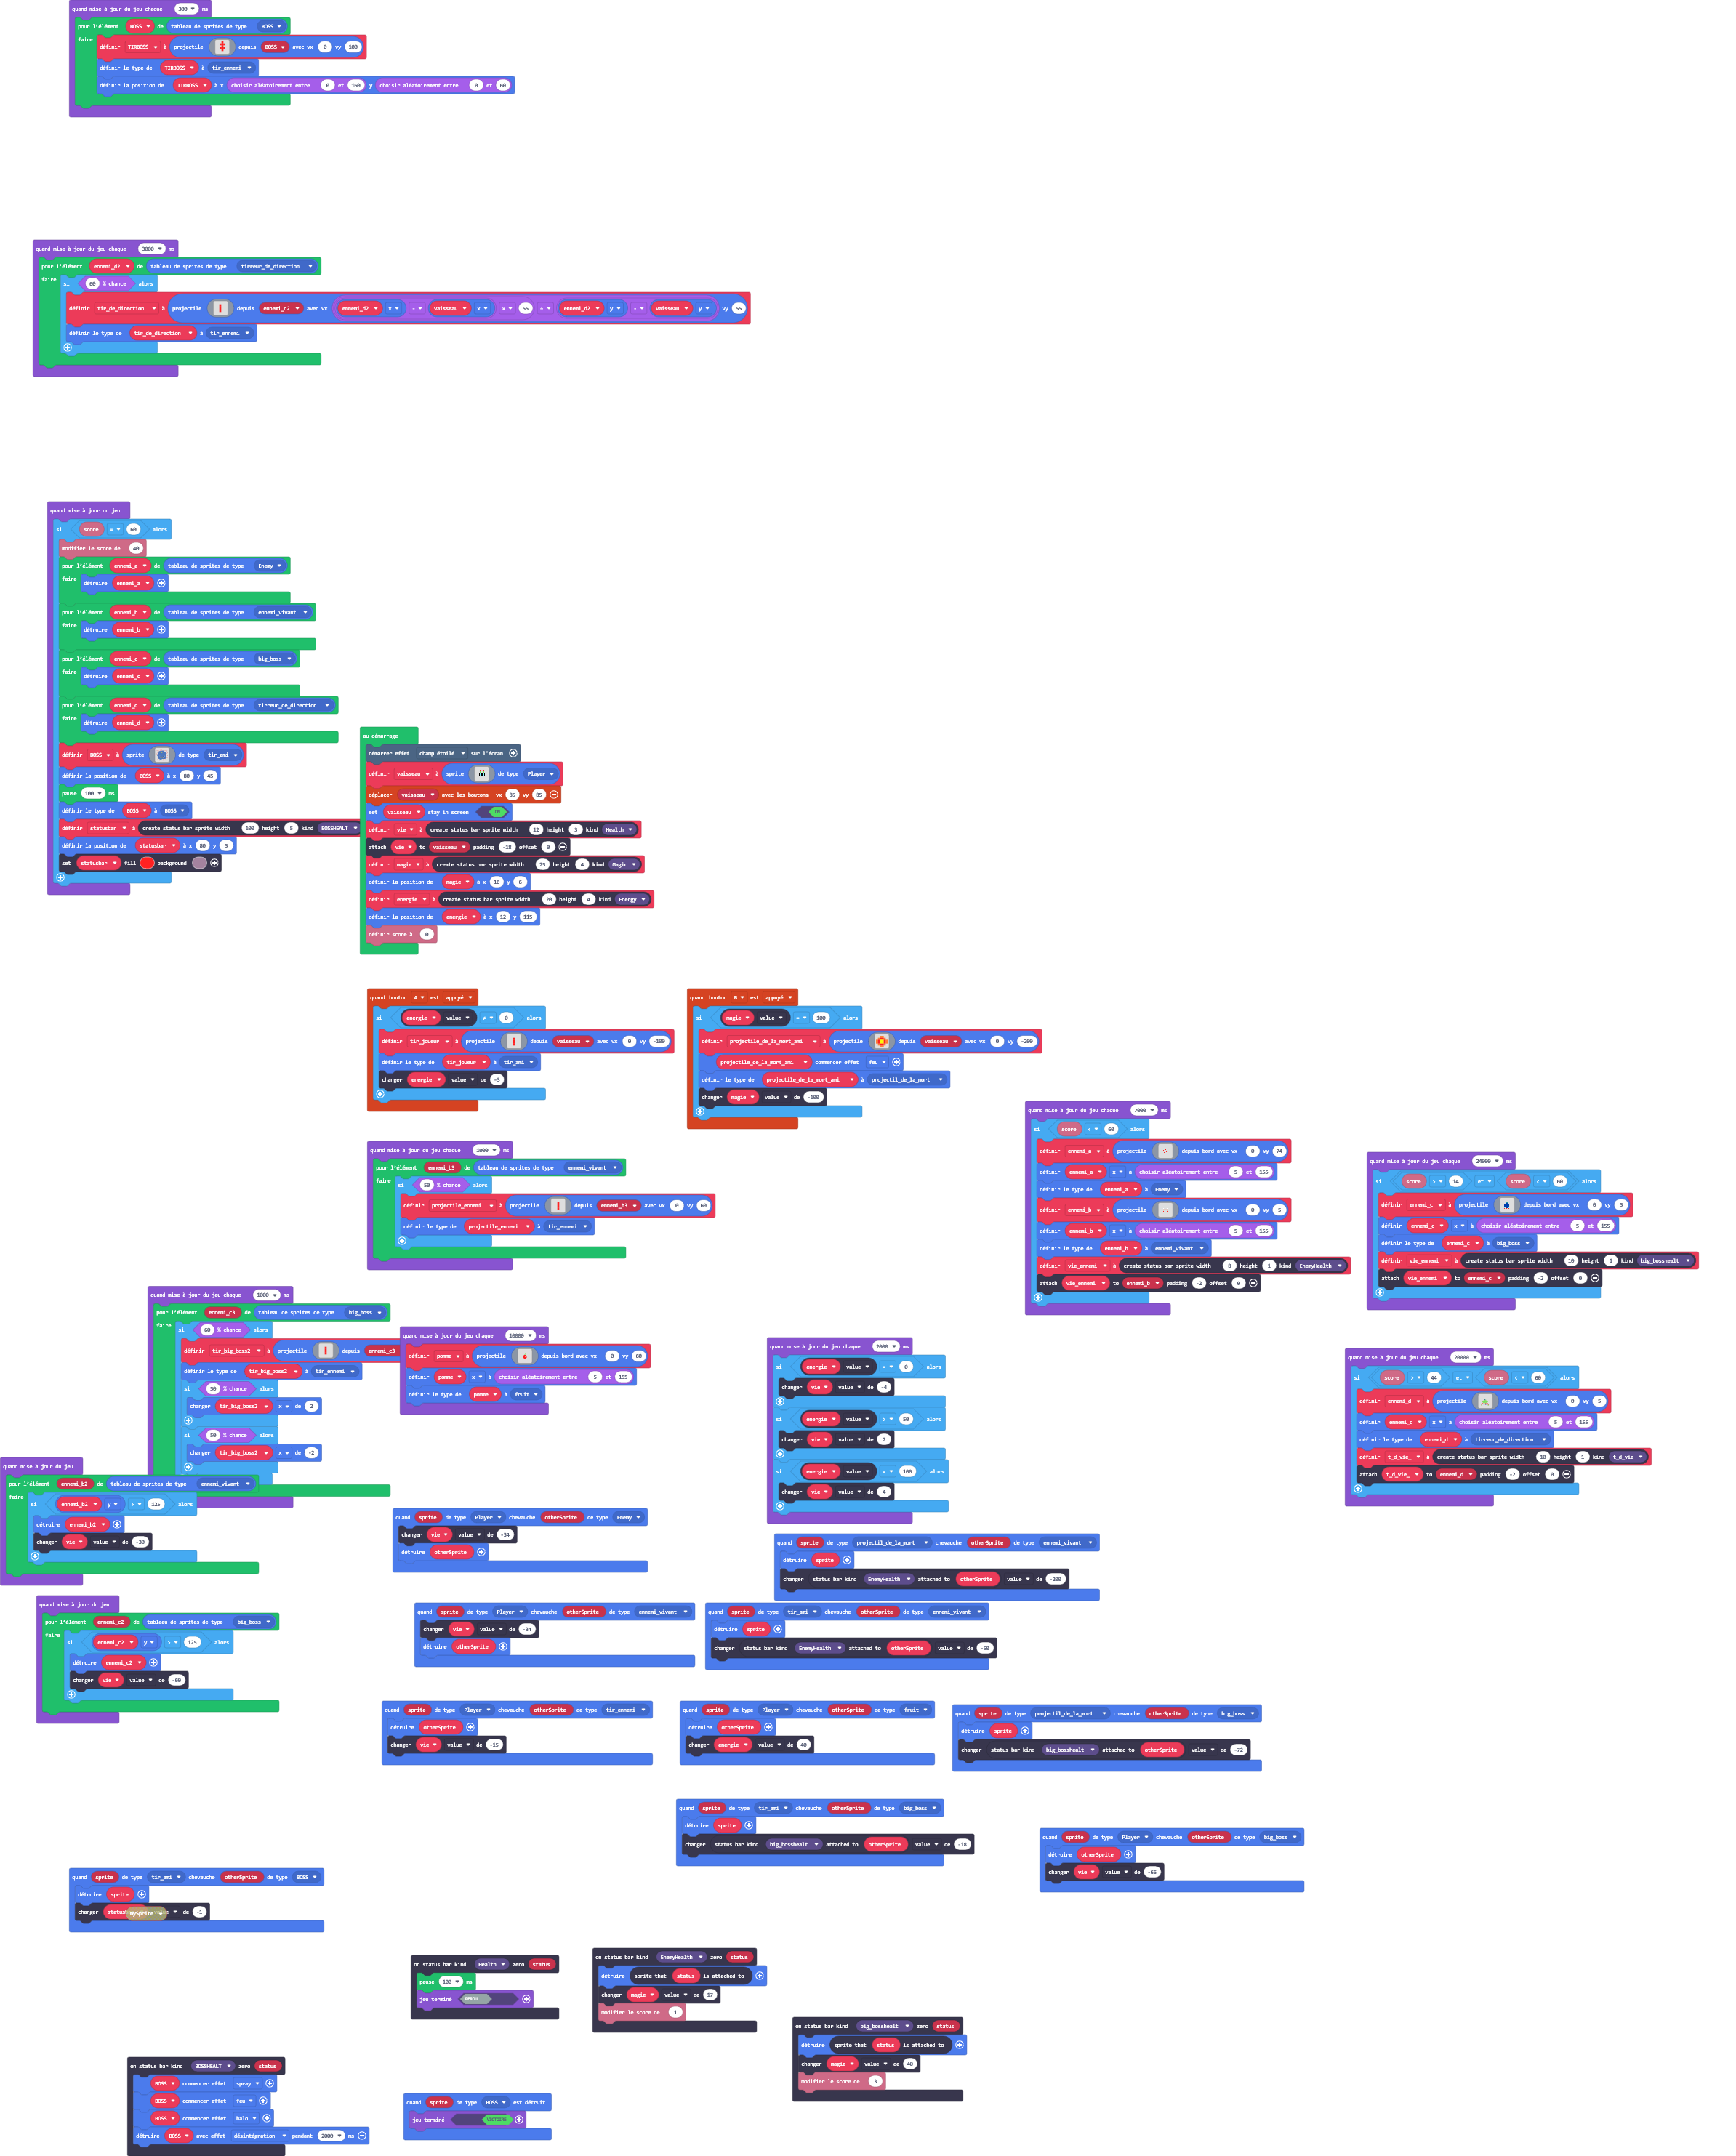 quand mise à jour du jeu chaque 300 ms
pour l'élément BOSS de tableau de sprites de type BOSS
faire définir TIRBOSS à projectile depuis BOSS avec vx 0 vy 100
définir le type de TIRBOSS à tir_ennemi
définir la position de TIRBOSS à x choisir aléatoirement entre 0 et 160 y choisir aléatoirement entre 0 et 60
quand mise à jour du jeu chaque 3000 ms
pour l'élément ennemi_d2 de tableau de sprites de type tirreur_de_direction
faire si 60 % chance alors
définir tir_de_direction à projectile depuis ennemi_d2 avec vx ennemi_d2 x - vaisseau x x 55 ennemi_d2 y - vaisseau y vy 55
définir le type de tir_de_direction à tir_ennemi
quand mise à jour du jeu
si score = 60 alors
modifier le score de 40
pour l'élément ennemi_a de tableau de sprites de type Enemy
faire détruire ennemi_a
pour l'élément ennemi_b de tableau de sprites de type ennemi_vivant
faire détruire ennemi_b
pour l'élément ennemi_c de tableau de sprites de type big_boss
faire détruire ennemi_c
pour l'élément ennemi_d de tableau de sprites de type tirreur_de_direction
faire détruire ennemi_d
définir BOSS à sprite de type tir_ami
définir la position de BOSS à x 80 y 45
pause 100 ms
définir le type de BOSS à BOSS
définir statusbar à create status bar sprite width 100 height 5 kind BOSSHEALT
définir la position de statusbar à x 80 y 5
set statusbar fill background
au démarrage
démarrer effet champ étoilé sur l'écran
définir vaisseau à sprite de type Player
déplacer vaisseau avec les boutons vx 85 vy 85
set vaisseau stay in screen
définir vie à create status bar sprite width 12 height 3 kind Health
attach vie to vaisseau padding -18 offset 0
définir magie à create status bar sprite width 25 height 4 kind Magic
définir la position de magie à x 16 y 6
définir energie à create status bar sprite width 20 height 4 kind Energy
définir la position de energie à x 12 y 115
définir score à 0
quand bouton A est appuyé
si energie value ≠ 0 alors
définir tir_joueur à projectile depuis vaisseau avec vx 0 vy -100
définir le type de tir_joueur à tir_ami
changer energie value de -3
quand bouton B est appuyé
si magie value = 100 alors
définir projectile_de_la_mort_ami à projectile depuis vaisseau avec vx 0 vy -200
projectile_de_la_mort_ami commencer effet feu
définir le type de projectile_de_la_mort_ami à projectil_de_la_mort
changer magie value de -100
quand mise à jour du jeu chaque 1000 ms
pour l'élément ennemi_b3 de tableau de sprites de type ennemi_vivant
faire si 50 % chance alors
définir projectile_ennemi à projectile depuis ennemi_b3 avec vx 0 vy 60
définir le type de projectile_ennemi à tir_ennemi
quand mise à jour du jeu chaque 7000 ms
si score < 60 alors
définir ennemi_a à projectile depuis bord avec vx 0 vy 74
définir ennemi_a x à choisir aléatoirement entre 5 et 155
définir le type de ennemi_a à Enemy
définir ennemi_b à projectile depuis bord avec vx 0 vy 5
définir ennemi_b x à choisir aléatoirement entre 5 et 155
définir le type de ennemi_b à ennemi_vivant
définir vie_annemi à create status bar sprite width 8 height 1 kind EnemyHealth
attach vie_annemi to ennemi_b padding -2 offset 0
quand mise à jour du jeu chaque 24000 ms
si score > 14 et score < 60 alors
définir ennemi_c à projectile depuis bord avec vx 0 vy 5
définir ennemi_c x à choisir aléatoirement entre 5 et 155
définir le type de ennemi_c à big_boss
définir vie_annemi à create status bar sprite width 10 height 1 kind big_bosshealt
attach vie_annemi to ennemi_c padding -2 offset 0
quand mise à jour du jeu chaque 1000 ms
pour l'élément ennemi_c3 de tableau de sprites de type big_boss
faire si 60 % chance alors
définir tir_big_boss2 à projectile depuis ennemi_c3
définir le type de tir_big_boss2 à tir_ennemi
si 50 % chance alors
changer tir_big_boss2 x de 2
si 50 % chance alors
changer tir_big_boss2 x de -2
quand mise à jour du jeu chaque 10000 ms
définir pomme à projectile depuis bord avec vx 0 vy 60
définir pomme x à choisir aléatoirement entre 5 et 155
définir le type de pomme à fruit
quand mise à jour du jeu chaque 2000 ms
si energie value = 0 alors
changer vie value de -4
si energie value > 50 alors
changer vie value de 2
si energie value = 100 alors
changer vie value de 4
quand mise à jour du jeu chaque 20000 ms
si score > 44 et score < 60 alors
définir ennemi_d à projectile depuis bord avec vx 0 vy 5
définir ennemi_d x à choisir aléatoirement entre 5 et 155
définir le type de ennemi_d à tirreur_de_direction
définir t_d_vie_ à create status bar sprite width 10 height 1 kind t_d_vie
attach t_d_vie_ to ennemi_d padding -2 offset 0
quand mise à jour du jeu
pour l'élément ennemi_b2 de tableau de sprites de type ennemi_vivant
faire si ennemi_b2 y > 125 alors
détruire ennemi_b2
changer vie value de -30
quand mise à jour du jeu
pour l'élément ennemi_c2 de tableau de sprites de type big_boss
faire si ennemi_c2 y > 125 alors
détruire ennemi_c2
changer vie value de -60
quand sprite de type Player chevauche otherSprite de type Enemy
changer vie value de -34
détruire otherSprite
quand sprite de type projectil_de_la_mort chevauche otherSprite de type ennemi_vivant
détruire sprite
changer status bar kind EnemyHealth attached to otherSprite value de -200
quand sprite de type Player chevauche otherSprite de type ennemi_vivant
changer vie value de -34
détruire otherSprite
quand sprite de type tir_ami chevauche otherSprite de type ennemi_vivant
détruire sprite
changer status bar kind EnemyHealth attached to otherSprite value de -50
quand sprite de type Player chevauche otherSprite de type tir_ennemi
détruire otherSprite
changer vie value de -15
quand sprite de type Player chevauche otherSprite de type fruit
détruire otherSprite
changer energie value de 40
quand sprite de type projectil_de_la_mort chevauche otherSprite de type big_boss
détruire sprite
changer status bar kind big_bosshealt attached to otherSprite value de -72
quand sprite de type tir_ami chevauche otherSprite de type big_boss
détruire sprite
changer status bar kind big_bosshealt attached to otherSprite value de -18
quand sprite de type Player chevauche otherSprite de type big_boss
détruire otherSprite
changer vie value de -66
quand sprite de type tir_ami chevauche otherSprite de type BOSS
détruire sprite
changer mySprite de -1
on status bar kind Health zero status
pause 100 ms
jeu terminé PERDU
on status bar kind EnemyHealth zero status
détruire sprite that status is attached to
changer magie value de 17
modifier le score de 1
on status bar kind big_bosshealt zero status
détruire sprite that status is attached to
changer magie value de 40
modifier le score de 3
on status bar kind BOSSHEALT zero status
BOSS commencer effet spray
BOSS commencer effet feu
BOSS commencer effet halo
détruire BOSS avec effet désintégration pendant 2000 ms
quand sprite de type BOSS est détruit
jeu terminé VICTOIRE